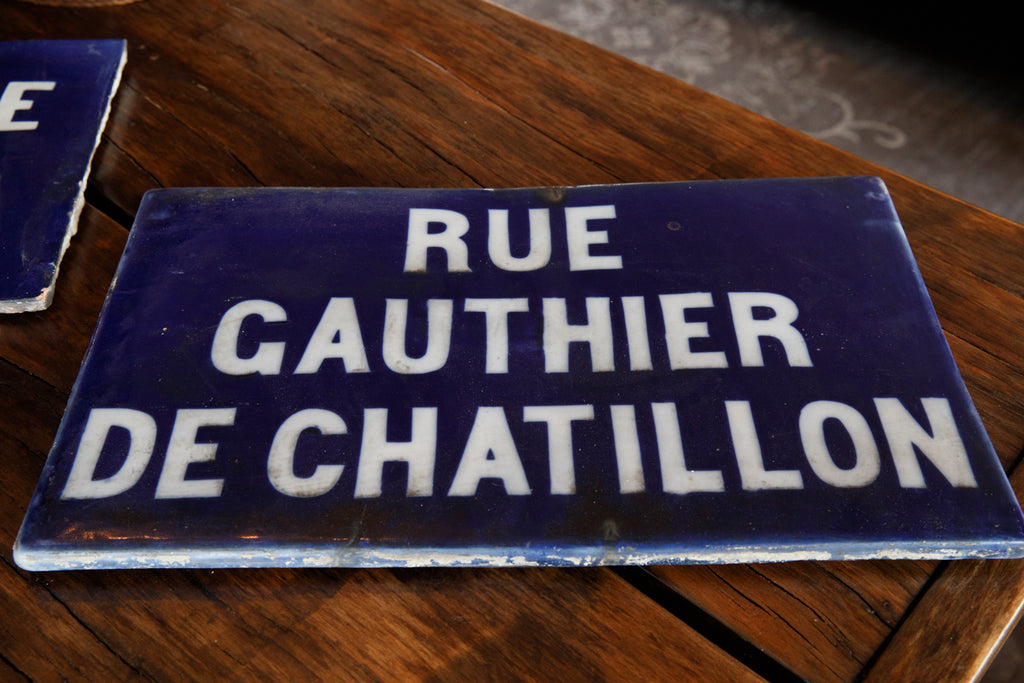 E
RUE
GAUTHIER
DE CHATILLON